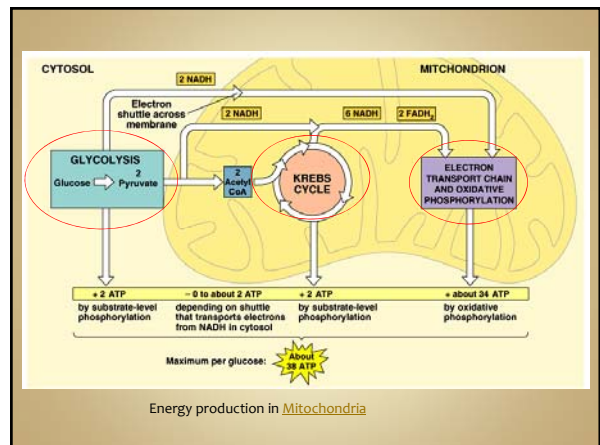 CYTOSOL
MITCHONDRION
2 NADH
Electron
shuttle across
membrane
2 NADH
6 NADH
2 FADH₂
GLYCOLYSIS
Glucose
2
Pyruvate
2
Acetyl
CoA
KREBS
CYCLE
ELECTRON
TRANSPORT CHAIN
AND OXIDATIVE
PHOSPHORYLATION
+ 2 ATP
by substrate-level
phosphorylation
– 0 to about 2 ATP
depending on shuttle
that transports electrons
from NADH in cytosol
+ 2 ATP
by substrate-level
phosphorylation
+ about 34 ATP
by oxidative
phosphorylation
Maximum per glucose:
About
38 ATP
Energy production in Mitochondria